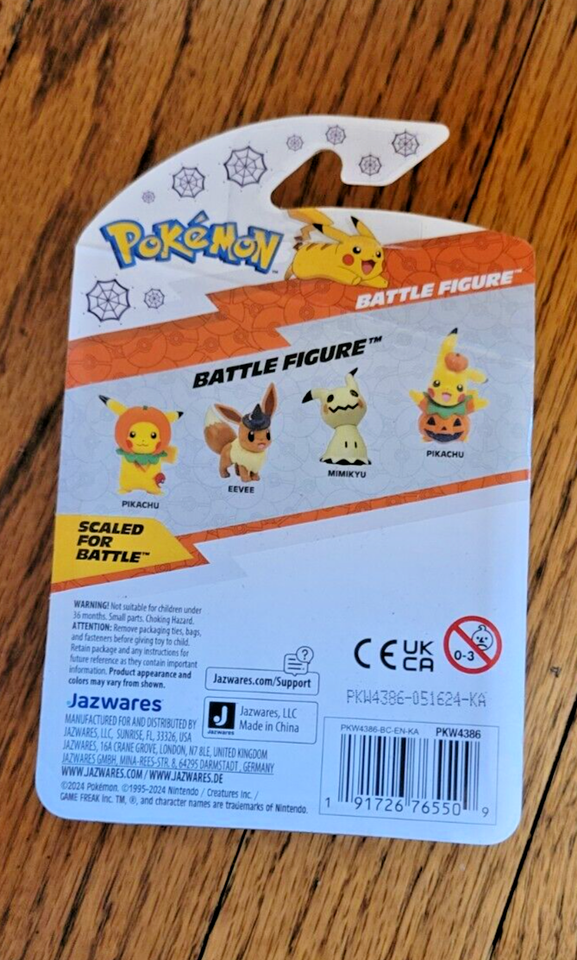 POKÉMON™
BATTLE FIGURE™
BATTLE FIGURE™
PIKACHU
EEVEE
MIMIKYU
PIKACHU
SCALED
FOR
BATTLE™
WARNING! Not suitable for children under
36 months. Small parts. Choking Hazard.
ATTENTION: Remove packaging ties, bags,
and fasteners before giving toy to child.
Retain package and any instructions for
future reference as they contain important
information. Product appearance and
colors may vary from shown.
?
Jazwares.com/Support
CE UK
CA
0-3
PKW4386-051624-KA
Jazwares™
MANUFACTURED FOR AND DISTRIBUTED BY
JAZWARES, LLC, SUNRISE, FL, 33326, USA
JAZWARES, 16A CRANE GROVE, LONDON, N7 8LE, UNITED KINGDOM
JAZWARES GMBH, MINA-REES-STR. 8, 64295 DARMSTADT, GERMANY
WWW.JAZWARES.COM / WWW.JAZWARES.DE
J
Jazwares
Jazwares, LLC
Made in China
©2024 Pokémon. ©1995-2024 Nintendo / Creatures Inc. /
GAME FREAK Inc. TM, ®, and character names are trademarks of Nintendo.
PKW4386-BC-EN-KA PKW4386
1 91726 76550 9